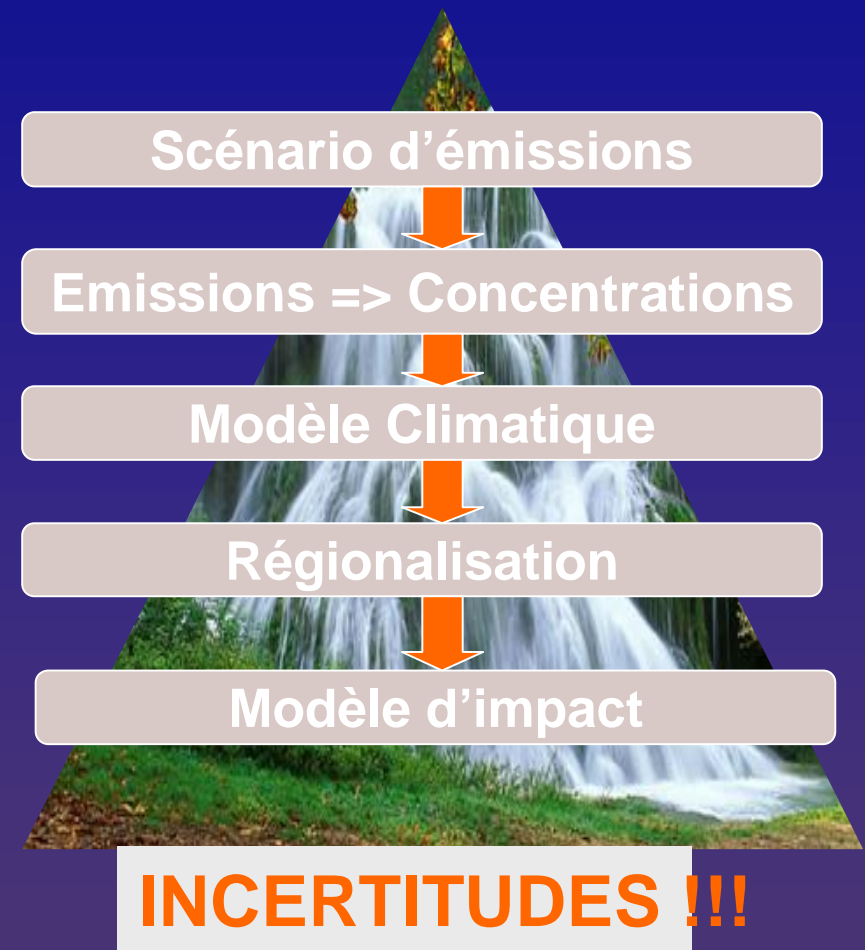 Scénario d’émissions
Emissions => Concentrations
Modèle Climatique
Régionalisation
Modèle d’impact
INCERTITUDES !!!